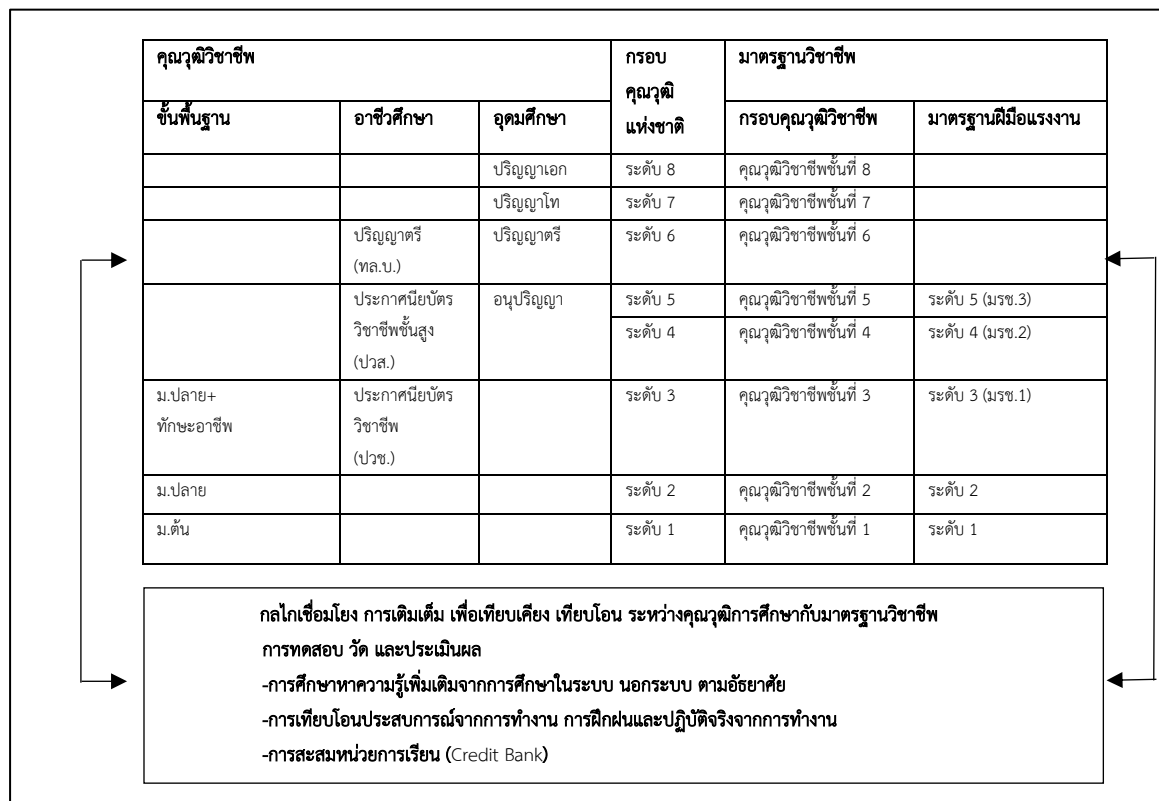 คุณวุฒิวิชาชีพ กรอบ มาตรฐานวิชาชีพ
คุณวุฒิ
ขั้นพื้นฐาน อาชีวศึกษา อุดมศึกษา แห่งชาติ กรอบคุณวุฒิวิชาชีพ มาตรฐานฝีมือแรงงาน
ปริญญาเอก ระดับ 8 คุณวุฒิวิชาชีพชั้นที่ 8
ปริญญาโท ระดับ 7 คุณวุฒิวิชาชีพชั้นที่ 7
ปริญญาตรี ปริญญาตรี ระดับ 6 คุณวุฒิวิชาชีพชั้นที่ 6
(ทล.บ.)
ประกาศนียบัตร อนุปริญญา ระดับ 5 คุณวุฒิวิชาชีพชั้นที่ 5 ระดับ 5 (มรช.3)
วิชาชีพชั้นสูง ระดับ 4 คุณวุฒิวิชาชีพชั้นที่ 4 ระดับ 4 (มรช.2)
(ปวส.)
ม.ปลาย+ ประกาศนียบัตร ระดับ 3 คุณวุฒิวิชาชีพชั้นที่ 3 ระดับ 3 (มรช.1)
ทักษะอาชีพ วิชาชีพ
(ปวช.)
ม.ปลาย ระดับ 2 คุณวุฒิวิชาชีพชั้นที่ 2 ระดับ 2
ม.ต้น ระดับ 1 คุณวุฒิวิชาชีพชั้นที่ 1 ระดับ 1
กลไกเชื่อมโยง การเติมเต็ม เพื่อเทียบเคียง เทียบโอน ระหว่างคุณวุฒิการศึกษากับมาตรฐานวิชาชีพ
การทดสอบ วัด และประเมินผล
-การศึกษาหาความรู้เพิ่มเติมจากการศึกษาในระบบ นอกระบบ ตามอัธยาศัย
-การเทียบโอนประสบการณ์จากการทำงาน การฝึกฝนและปฏิบัติจริงจากการทำงาน
-การสะสมหน่วยการเรียน (Credit Bank)